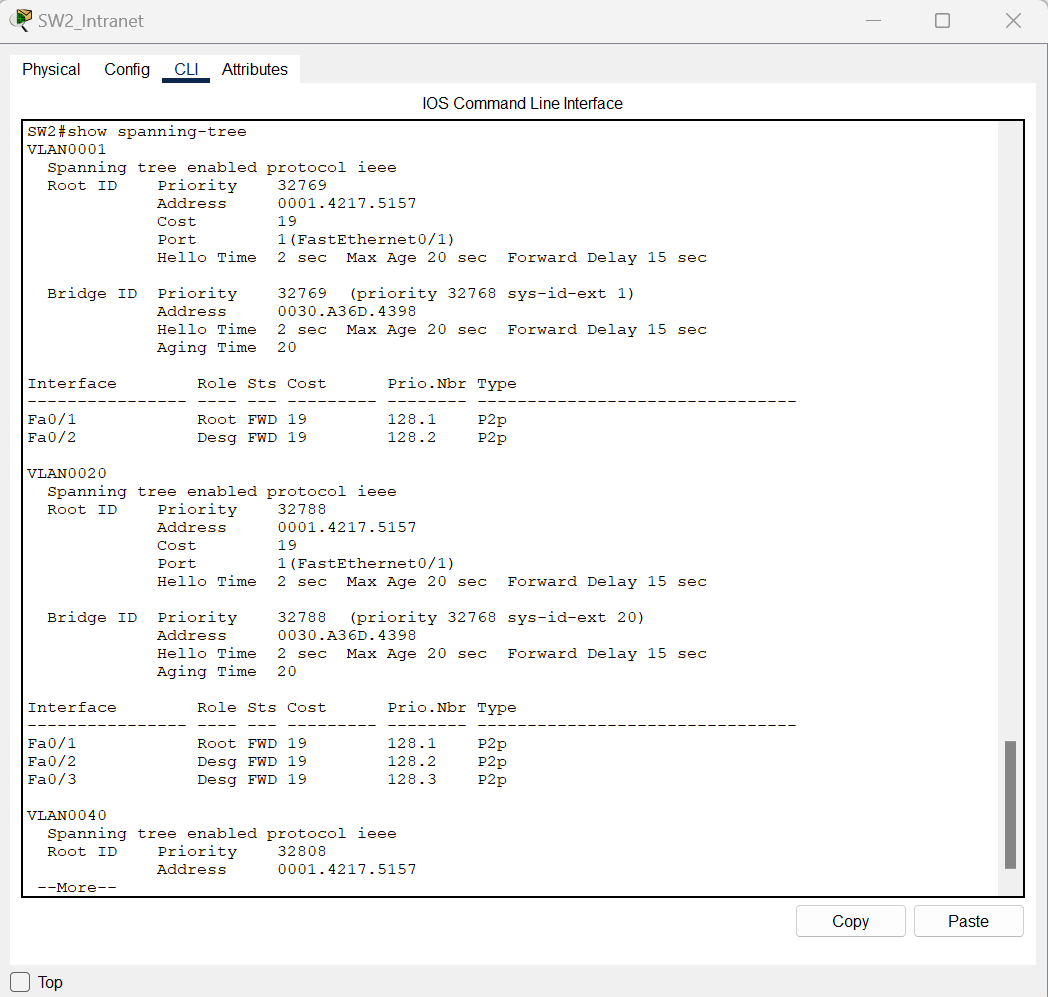 SW2_Intranet
Physical Config CLI Attributes
IOS Command Line Interface
SW2#show spanning-tree
VLAN0001
  Spanning tree enabled protocol ieee
  Root ID    Priority    32769
             Address     0001.4217.5157
             Cost        19
             Port        1(FastEthernet0/1)
             Hello Time  2 sec  Max Age 20 sec  Forward Delay 15 sec

  Bridge ID  Priority    32769  (priority 32768 sys-id-ext 1)
             Address     0030.A36D.4398
             Hello Time  2 sec  Max Age 20 sec  Forward Delay 15 sec
             Aging Time  20

Interface        Role Sts Cost      Prio.Nbr Type
---------------- ---- --- --------- -------- --------------------------------
Fa0/1            Root FWD 19        128.1    P2p
Fa0/2            Desg FWD 19        128.2    P2p

VLAN0020
  Spanning tree enabled protocol ieee
  Root ID    Priority    32788
             Address     0001.4217.5157
             Cost        19
             Port        1(FastEthernet0/1)
             Hello Time  2 sec  Max Age 20 sec  Forward Delay 15 sec

  Bridge ID  Priority    32788  (priority 32768 sys-id-ext 20)
             Address     0030.A36D.4398
             Hello Time  2 sec  Max Age 20 sec  Forward Delay 15 sec
             Aging Time  20

Interface        Role Sts Cost      Prio.Nbr Type
---------------- ---- --- --------- -------- --------------------------------
Fa0/1            Root FWD 19        128.1    P2p
Fa0/2            Desg FWD 19        128.2    P2p
Fa0/3            Desg FWD 19        128.3    P2p

VLAN0040
  Spanning tree enabled protocol ieee
  Root ID    Priority    32808
             Address     0001.4217.5157
 --More--
Copy Paste
Top